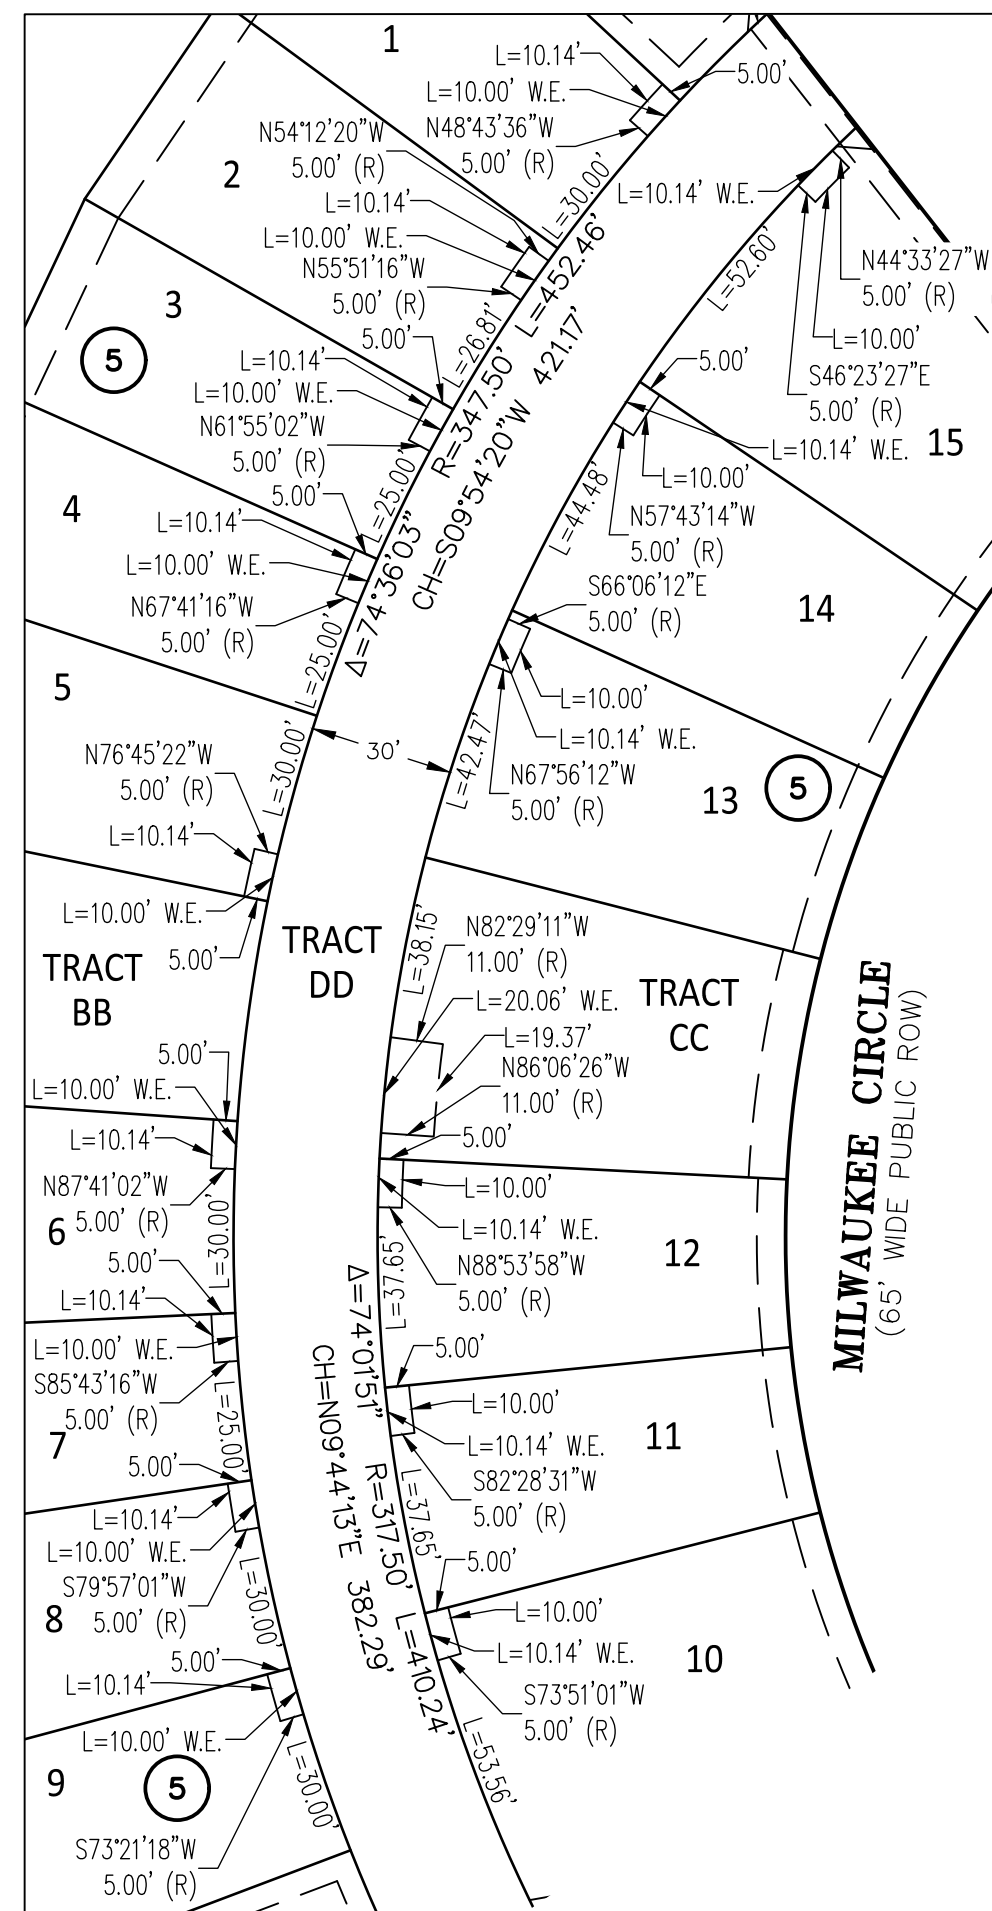 1
L=10.14'
5.00'
L=10.00' W.E.
N48°43'36"W
5.00' (R)
N54°12'20"W
5.00' (R)
2
L=10.14'
L=10.00' W.E.
N55°51'16"W
5.00' (R)
L=30.00'
L=452.46'
L=10.14' W.E.
N44°33'27"W
5.00' (R)
L=10.00'
S46°23'27"E
5.00' (R)
L=52.60'
3
5
5.00'
L=26.81'
R=347.50'
421.17'
L=10.14'
L=10.00' W.E.
N61°55'02"W
5.00' (R)
5.00'
L=10.14' W.E.
15
L=10.00'
N57°43'14"W
5.00' (R)
L=44.48'
L=25.00'
4
5.00'
L=10.14'
L=10.00' W.E.
N67°41'16"W
5.00' (R)
Δ=74°36'03"
CH=S09°54'20"W
S66°06'12"E
5.00' (R)
14
L=25.00'
5
L=10.00'
L=10.14' W.E.
N67°56'12"W
5.00' (R)
L=42.47'
30'
L=30.00'
N76°45'22"W
5.00' (R)
L=10.14'
13
5
L=10.00' W.E.
5.00'
TRACT
BB
TRACT
DD
L=38.15'
N82°29'11"W
11.00' (R)
L=20.06' W.E.
L=19.37'
N86°06'26"W
11.00' (R)
TRACT
CC
5.00'
MILWAUKEE CIRCLE
(65' WIDE PUBLIC ROW)
5.00'
L=10.00' W.E.
L=10.14'
N87°41'02"W
5.00' (R)
6
L=30.00'
L=10.00'
L=10.14' W.E.
N88°53'58"W
5.00' (R)
12
L=37.65'
5.00'
L=10.14'
L=10.00' W.E.
S85°43'16"W
5.00' (R)
7
L=25.00'
Δ=74°01'51"
R=317.50'
L=410.24'
CH=N09°44'13"E
382.29'
5.00'
L=10.00'
L=10.14' W.E.
S82°28'31"W
5.00' (R)
11
L=37.65'
5.00'
L=10.14'
L=10.00' W.E.
S79°57'01"W
5.00' (R)
8
L=30.00'
5.00'
L=10.00'
L=10.14' W.E.
S73°51'01"W
5.00' (R)
10
L=53.56'
5.00'
L=10.14'
L=10.00' W.E.
9
5
L=30.00'
S73°21'18"W
5.00' (R)